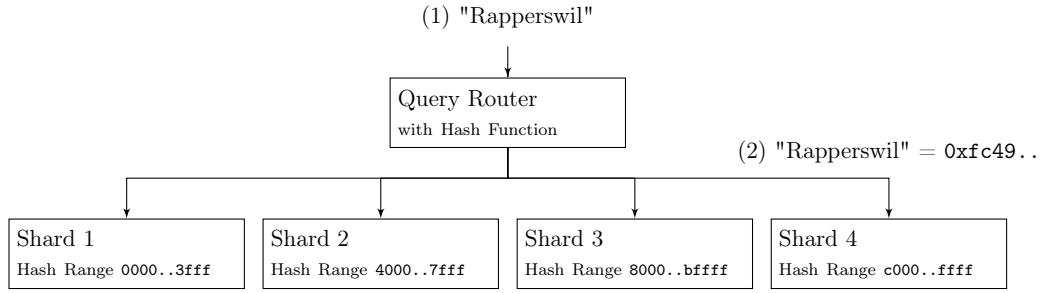 (1) "Rapperswil"
Query Router
with Hash Function
(2) "Rapperswil" = 0xfc49..
Shard 1
Hash Range 0000..3fff
Shard 2
Hash Range 4000..7fff
Shard 3
Hash Range 8000..bffff
Shard 4
Hash Range c000..ffff